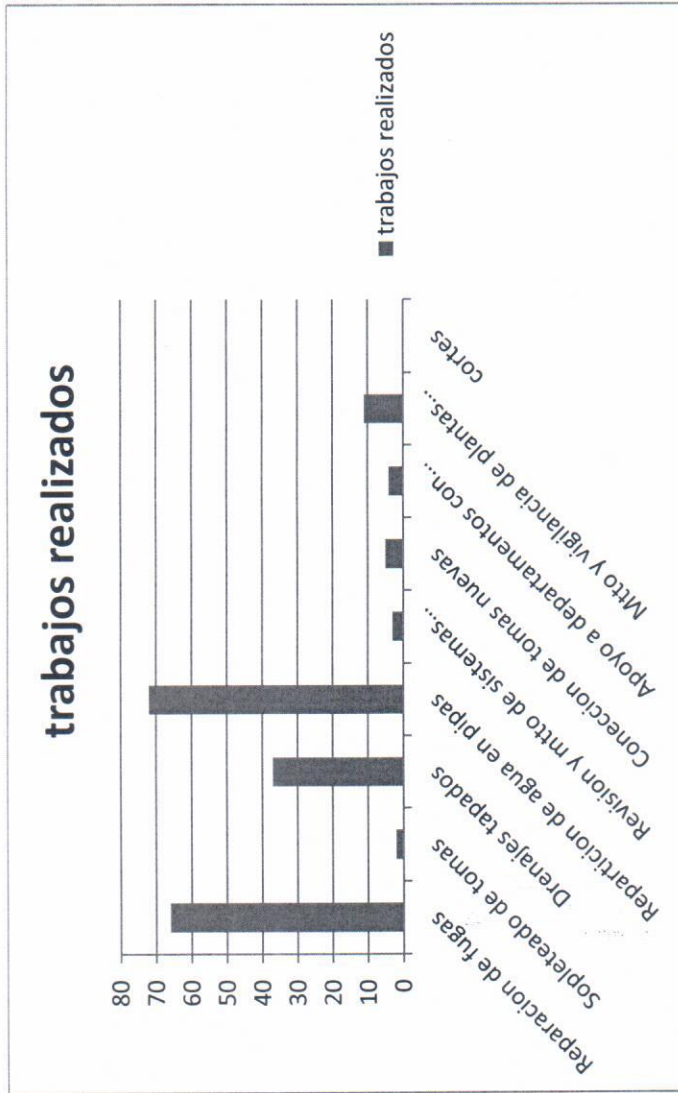 trabajos realizados
80
70
60
50
40
30
20
10
0
Reparacion de fugas
Sopleteado de tomas
Drenajes tapados
Reparticion de agua en pipas
Revision y mtto de sistemas...
Coneccion de tomas nuevas
Apoyo a departamentos con...
Mtto y vigilancia de plantas...
cortes
trabajos realizados